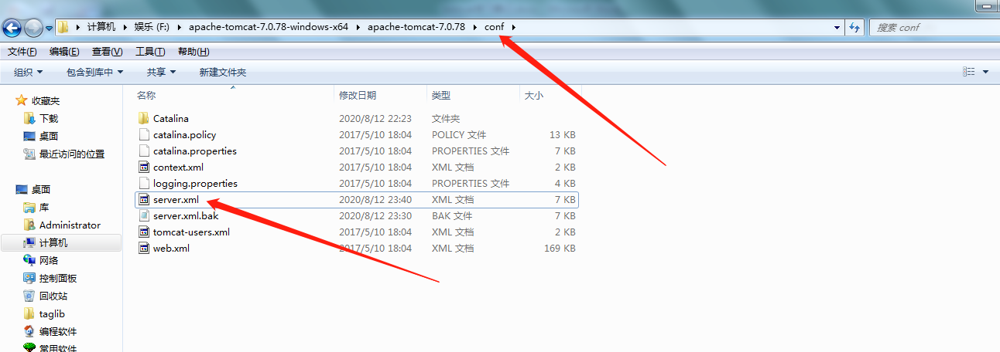 计算机 娱乐 (F:) apache-tomcat-7.0.78-windows-x64 apache-tomcat-7.0.78 conf 搜索 conf
文件(F) 编辑(E) 查看(V) 工具(T) 帮助(H)
组织 包含到库中 共享 新建文件夹
收藏夹
下载
桌面
最近访问的位置
桌面
库
Administrator
计算机
网络
控制面板
回收站
taglib
编程软件
常用软件
名称 修改日期 类型 大小
Catalina 2020/8/12 22:23 文件夹
catalina.policy 2017/5/10 18:04 POLICY 文件 13 KB
catalina.properties 2017/5/10 18:04 PROPERTIES 文件 7 KB
context.xml 2017/5/10 18:04 XML 文档 2 KB
logging.properties 2017/5/10 18:04 PROPERTIES 文件 4 KB
server.xml 2020/8/12 23:40 XML 文档 7 KB
server.xml.bak 2020/8/12 23:30 BAK 文件 7 KB
tomcat-users.xml 2017/5/10 18:04 XML 文档 2 KB
web.xml 2017/5/10 18:04 XML 文档 169 KB